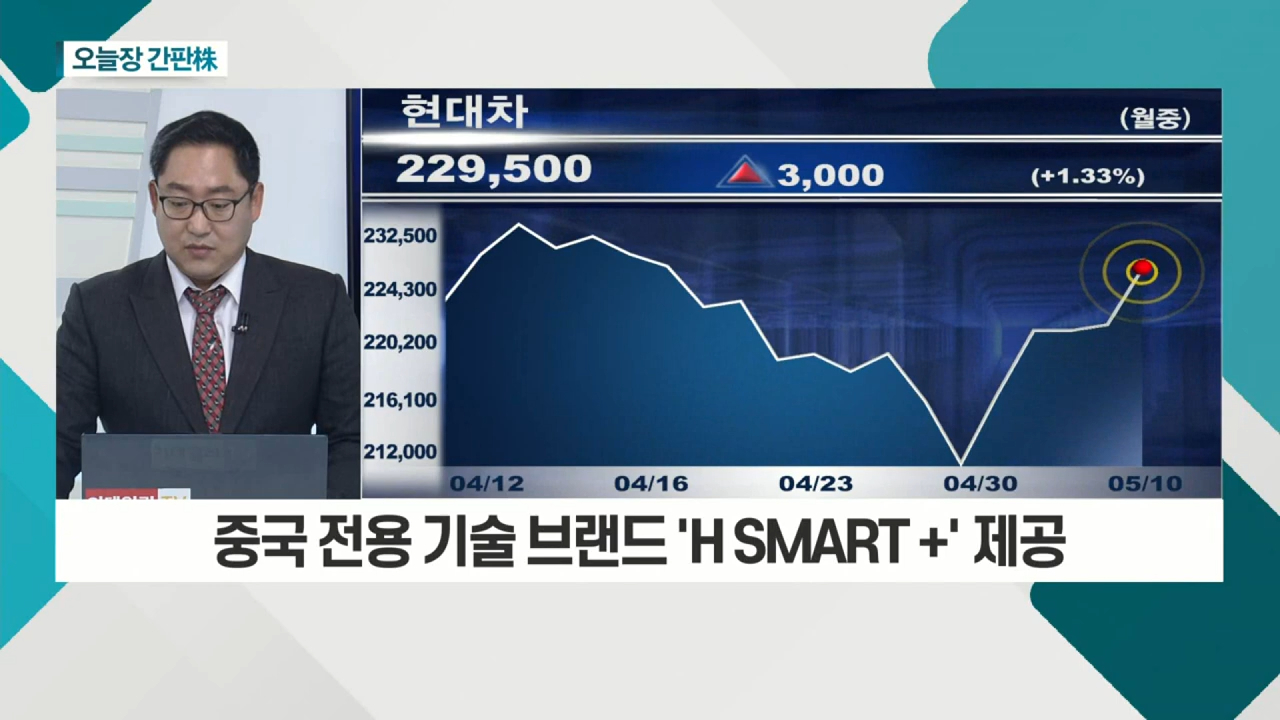 오늘장 간판株
현대차 (월중)
229,500 3,000 (+1.33%)
232,500
224,300
220,200
216,100
212,000
04/12 04/16 04/23 04/30 05/10
중국 전용 기술 브랜드 'H SMART +' 제공